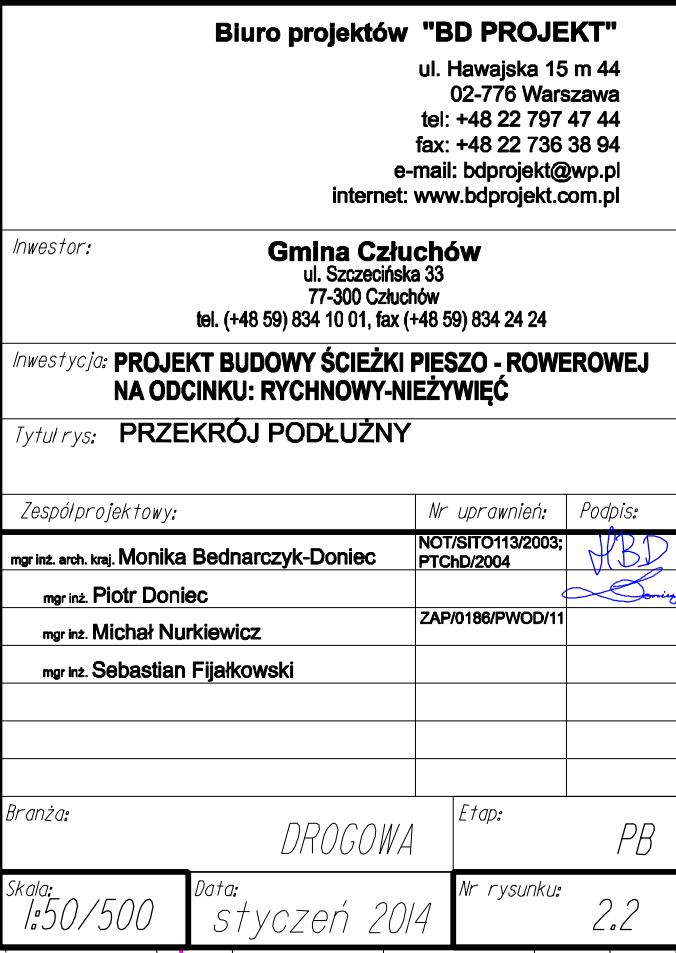 Biuro projektów "BD PROJEKT"
ul. Hawajska 15 m 44
02-776 Warszawa
tel: +48 22 797 47 44
fax: +48 22 736 38 94
e-mail: bdprojekt@wp.pl
internet: www.bdprojekt.com.pl
Inwestor:
Gmina Człuchów
ul. Szczecińska 33
77-300 Człuchów
tel. (+48 59) 834 10 01, fax (+48 59) 834 24 24
Inwestycja: PROJEKT BUDOWY ŚCIEŻKI PIESZO - ROWEROWEJ
NA ODCINKU: RYCHNOWY-NIEŻYWIĘĆ
Tytuł rys: PRZEKRÓJ PODŁUŻNY
Zespół projektowy: Nr uprawnień: Podpis:
mgr inż. arch. kraj. Monika Bednarczyk-Doniec NOT/SITO113/2003;
PTChD/2004
MBD
mgr inż. Piotr Doniec
mgr inż. Michał Nurkiewicz ZAP/0186/PWOD/11
mgr inż. Sebastian Fijałkowski
Branża: Etap:
DROGOWA PB
Skala: Data: Nr rysunku:
1:50/500 styczeń 2014 2.2